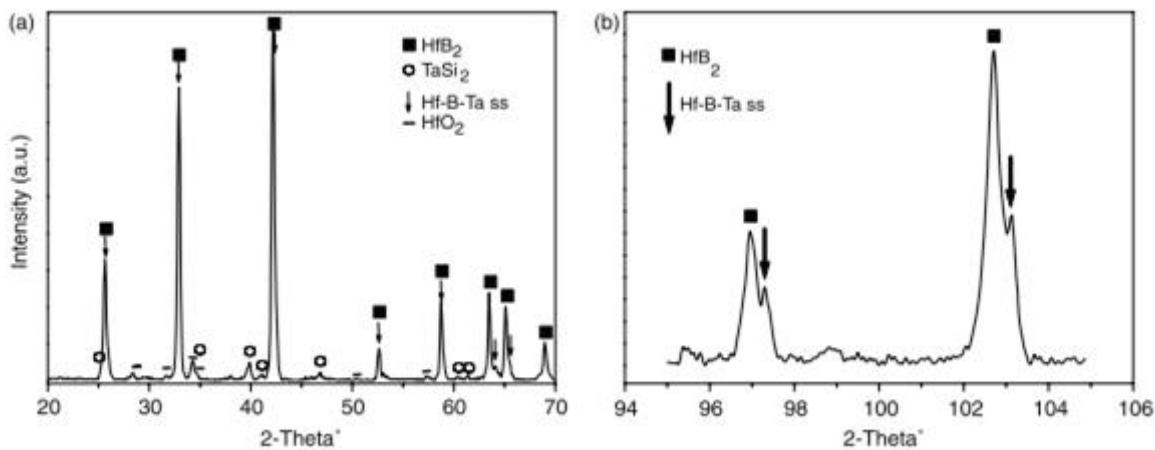 (a)
HfB2
TaSi2
Hf-B-Ta ss
HfO2
Intensity (a.u.)
20 30 40 50 60 70
2-Theta°
(b)
HfB2
Hf-B-Ta ss
94 96 98 100 102 104 106
2-Theta°